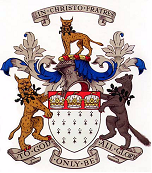 IN CHRISTO FRATRES
TO GOD ONLY BE ALL GLORY